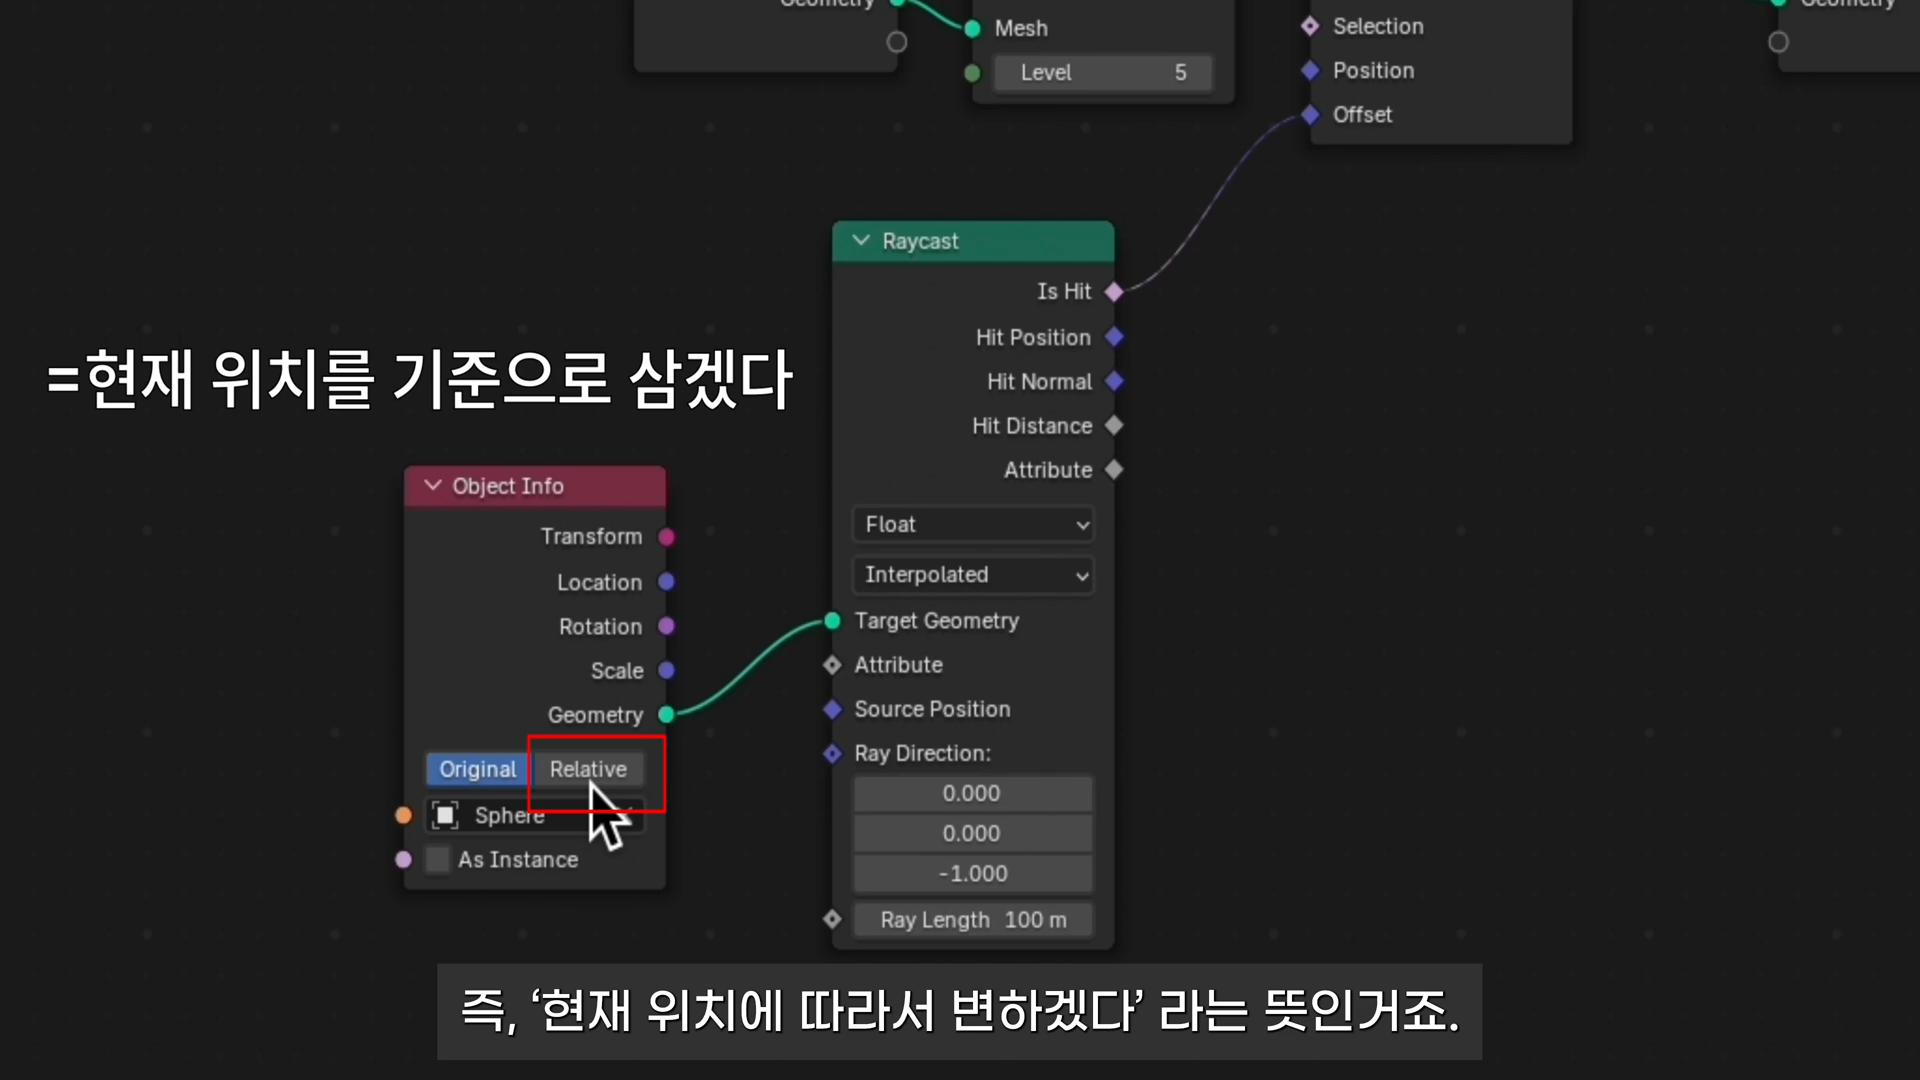 Geometry
Mesh
Level 5
Selection
Position
Offset
Geometry
Raycast
Is Hit
Hit Position
Hit Normal
Hit Distance
Attribute
Float
Interpolated
Target Geometry
Attribute
Source Position
Ray Direction:
0.000
0.000
-1.000
Ray Length 100 m
=현재 위치를 기준으로 삼겠다
Object Info
Transform
Location
Rotation
Scale
Geometry
Original Relative
Sphere
As Instance
즉, ‘현재 위치에 따라서 변하겠다’ 라는 뜻인거죠.